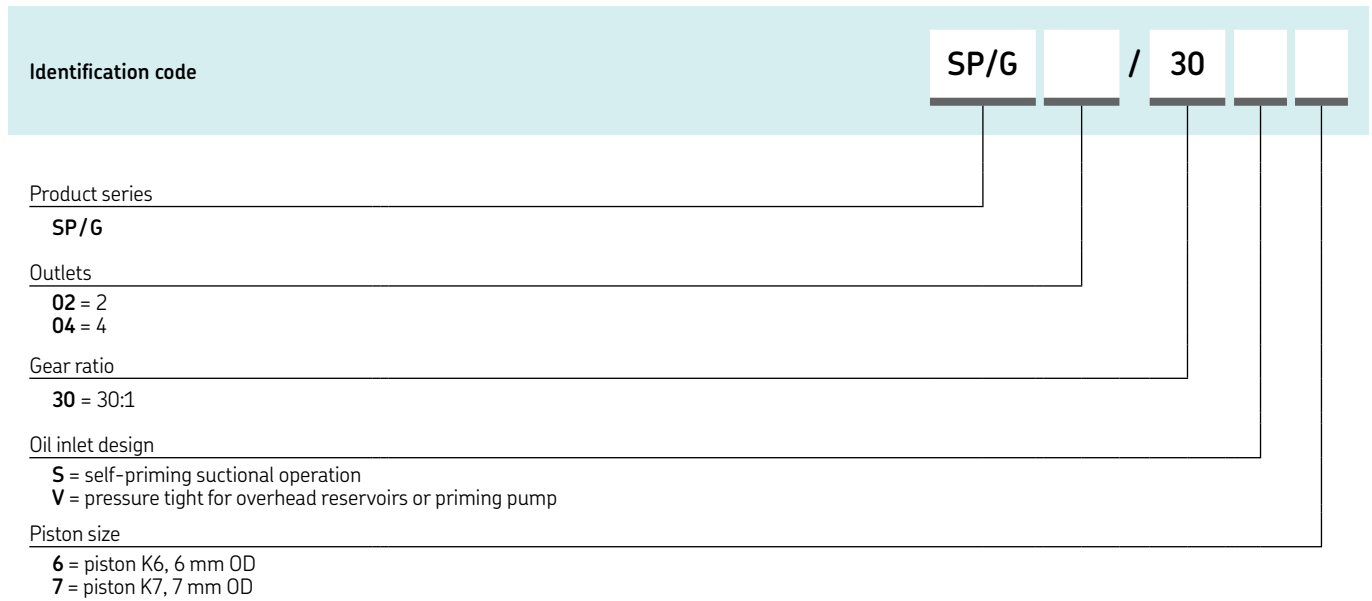 Identification code SP/G / 30
Product series
SP/G
Outlets
02 = 2
04 = 4
Gear ratio
30 = 30:1
Oil inlet design
S = self-priming suctional operation
V = pressure tight for overhead reservoirs or priming pump
Piston size
6 = piston K6, 6 mm OD
7 = piston K7, 7 mm OD